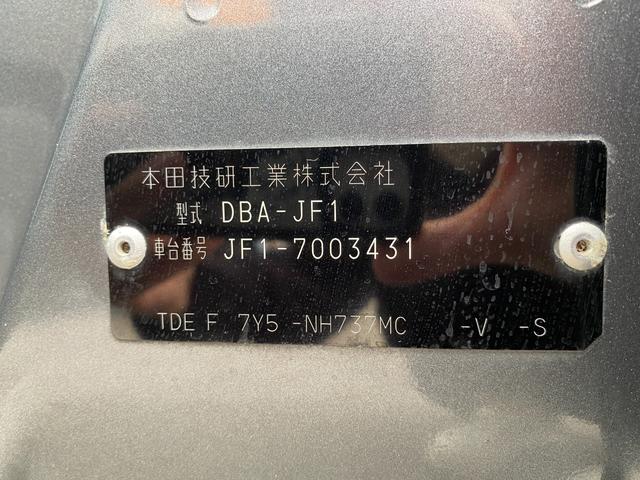 本田技研工業株式会社
型式 DBA-JF1
車台番号 JF1-7003431
TDE F 7Y5 -NH737MC -V -S